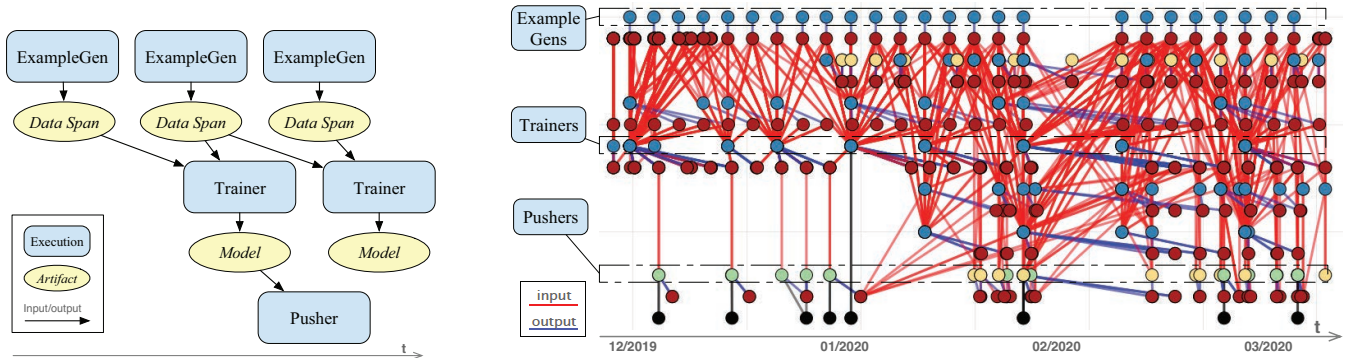 ExampleGen ExampleGen ExampleGen
Data Span Data Span Data Span
Trainer Trainer
Model Model
Pusher
Execution
Artifact
Input/output
t
Example
Gens
Trainers
Pushers
input
output
t
12/2019 01/2020 02/2020 03/2020